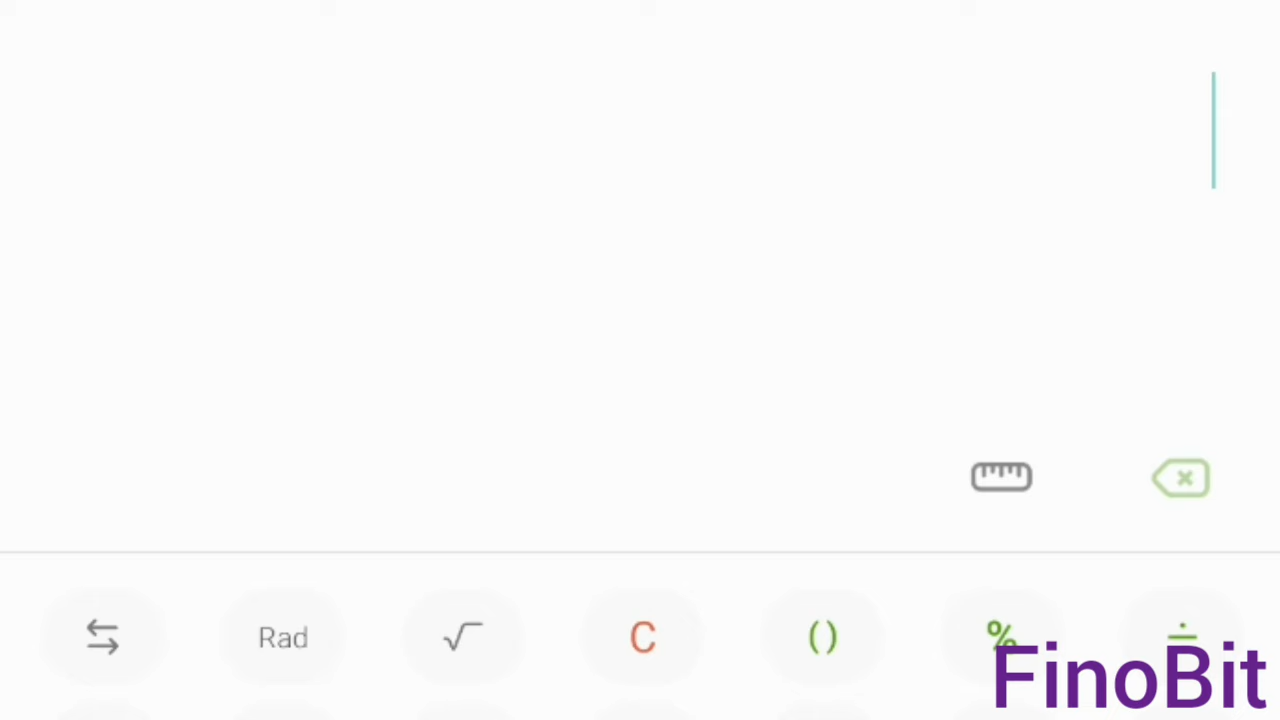 Rad √ C () % ÷
FinoBit